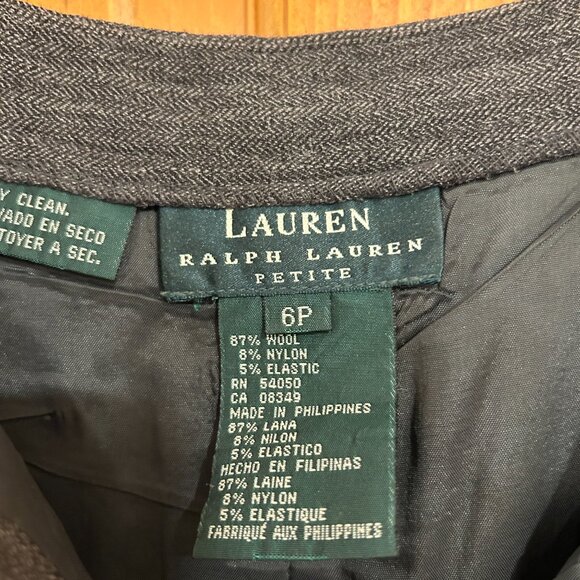 Y CLEAN.
VADO EN SECO
TOYER A SEC.
LAUREN
RALPH LAUREN
PETITE
6P
87% WOOL
8% NYLON
5% ELASTIC
RN 54050
CA 08349
MADE IN PHILIPPINES
87% LANA
8% NILON
5% ELASTICO
HECHO EN FILIPINAS
87% LAINE
8% NYLON
5% ELASTIQUE
FABRIQUÉ AUX PHILIPPINES